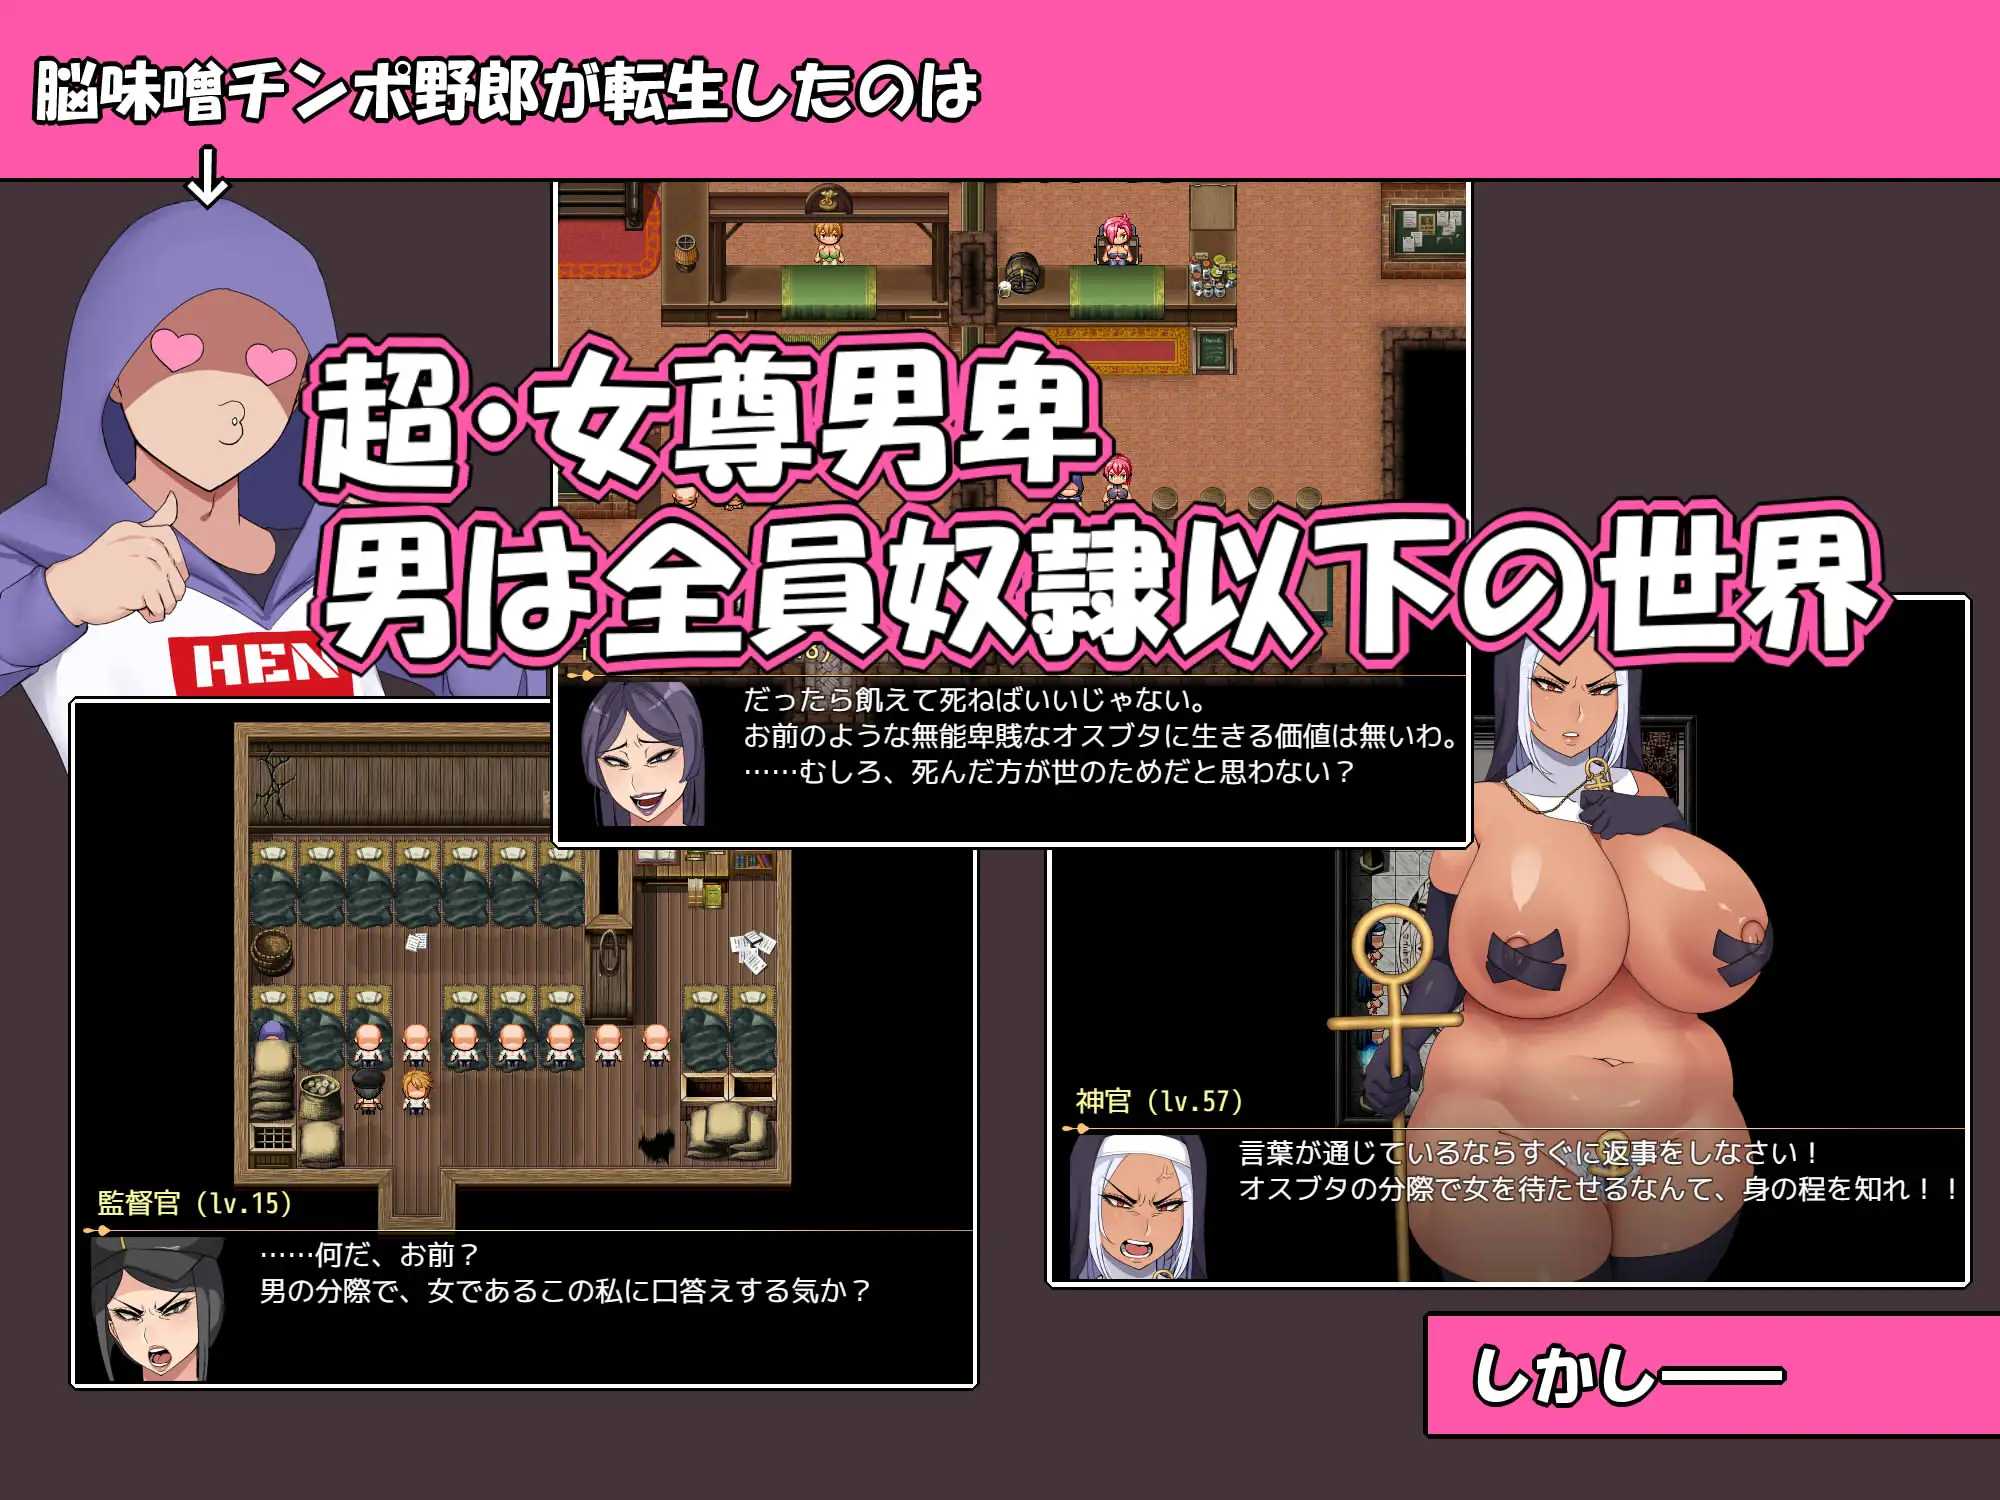 脳味噌チンポ野郎が転生したのは
↓
超・女尊男卑
男は全員奴隷以下の世界
HEN
だったら飢えて死ねばいいじゃない。
お前のような無能卑賎なオスブタに生きる価値は無いわ。
……むしろ、死んだ方が世のためだと思わない？
監督官 (lv.15)
……何だ、お前？
男の分際で、女であるこの私に口答えする気か？
神官 (lv.57)
言葉が通じているならすぐに返事をしなさい！
オスブタの分際で女を待たせるなんて、身の程を知れ！！
しかし――